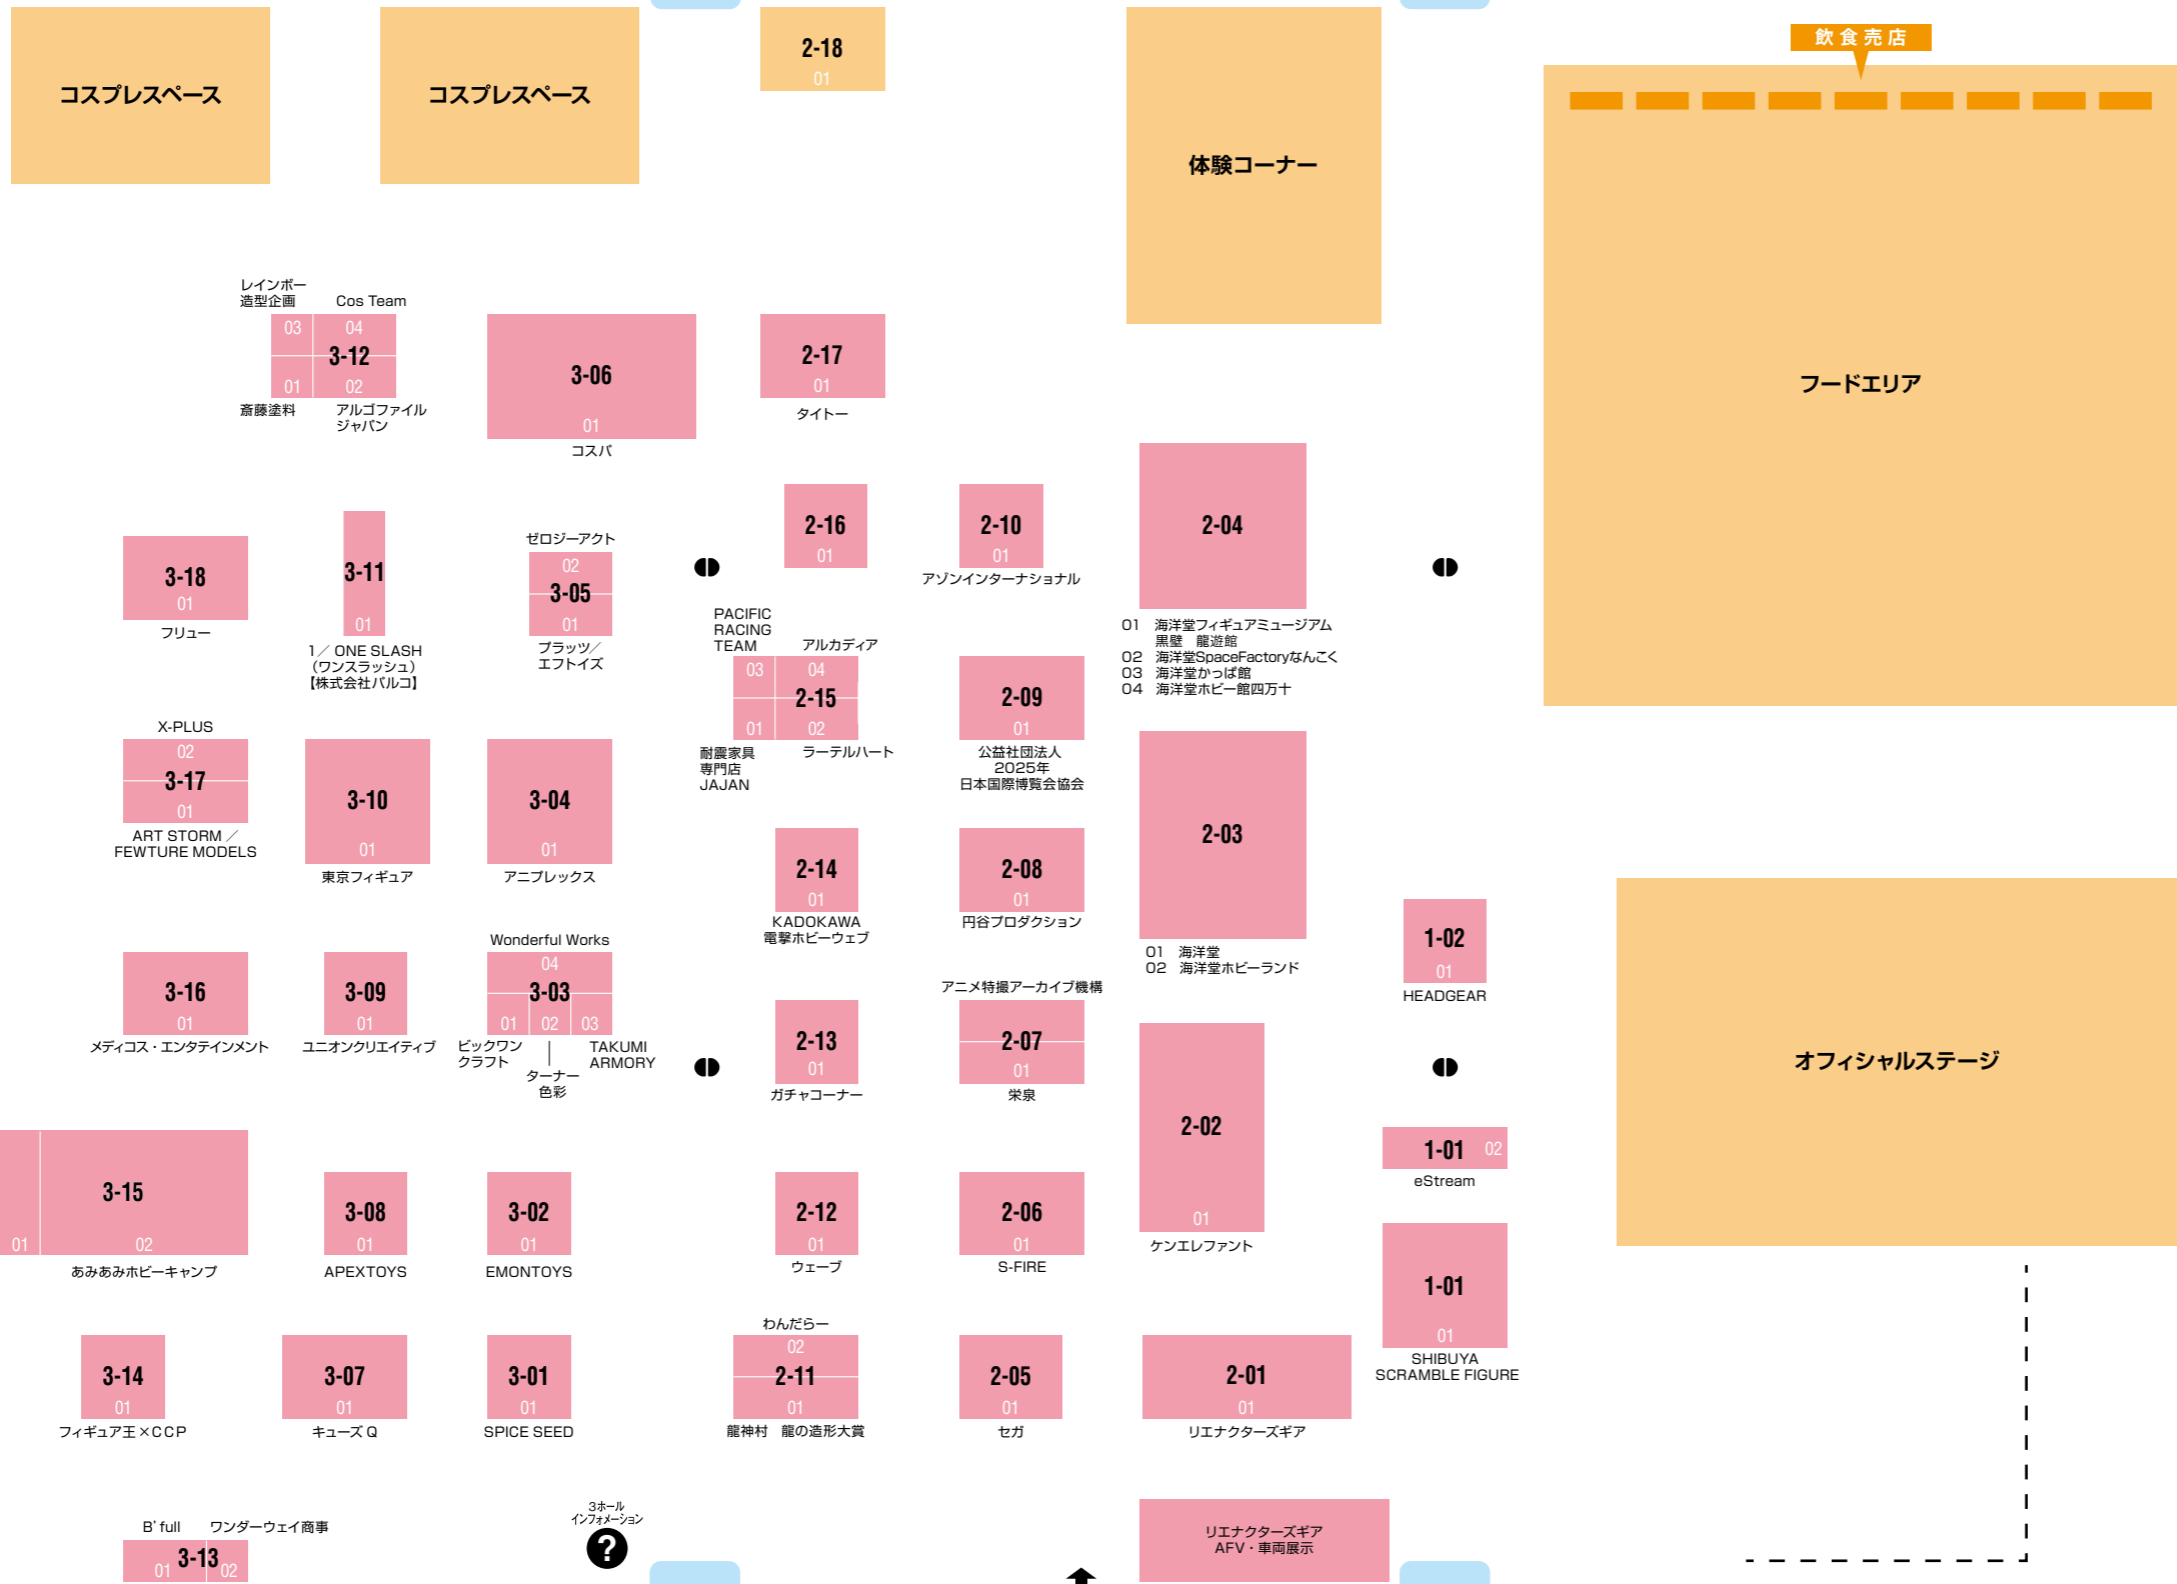 コスプレスペース
コスプレスペース
2-18
01
体験コーナー
飲食売店
フードエリア
レインボー
造型企画
Cos Team
03
04
3-12
01
02
斎藤塗料
アルゴファイル
ジャパン
3-06
01
コスパ
2-17
01
タイトー
3-18
01
フリュー
3-11
01
1／ ONE SLASH
（ワンスラッシュ）
【株式会社パルコ】
ゼロジーアクト
02
3-05
01
プラッツ／
エフトイズ
2-16
01
2-10
01
アゾンインターナショナル
2-04
01 海洋堂フィギュアミュージアム
黒壁 龍遊館
02 海洋堂SpaceFactoryなんこく
03 海洋堂かっぱ館
04 海洋堂ホビー館四万十
PACIFIC
RACING
TEAM
アルカディア
03
04
2-15
01
02
耐震家具
専門店
JAJAN
ラーテルハート
2-09
01
公益社団法人
2025年
日本国際博覧会協会
X-PLUS
02
3-17
01
ART STORM ／
FEWTURE MODELS
3-10
01
東京フィギュア
3-04
01
アニプレックス
2-14
01
KADOKAWA
電撃ホビーウェブ
2-08
01
円谷プロダクション
2-03
01 海洋堂
02 海洋堂ホビーランド
1-02
01
HEADGEAR
オフィシャルステージ
3-16
01
メディコス・エンタテインメント
3-09
01
ユニオンクリエイティブ
Wonderful Works
04
3-03
01
02
03
ビックワン
クラフト
ターナー
色彩
TAKUMI
ARMORY
2-13
01
ガチャコーナー
アニメ特撮アーカイブ機構
2-07
01
栄泉
2-02
01
ケンエレファント
1-01
02
eStream
3-15
01
02
あみあみホビーキャンプ
3-08
01
APEXTOYS
3-02
01
EMONTOYS
2-12
01
ウェーブ
2-06
01
S-FIRE
1-01
01
SHIBUYA
SCRAMBLE FIGURE
3-14
01
フィギュア王×CCP
3-07
01
キューズ Q
3-01
01
SPICE SEED
わんだらー
02
2-11
01
龍神村 龍の造形大賞
2-05
01
セガ
2-01
01
リエナクターズギア
B’full
ワンダーウェイ商事
01
3-13
02
3ホール
インフォメーション
?
リエナクターズギア
AFV・車両展示